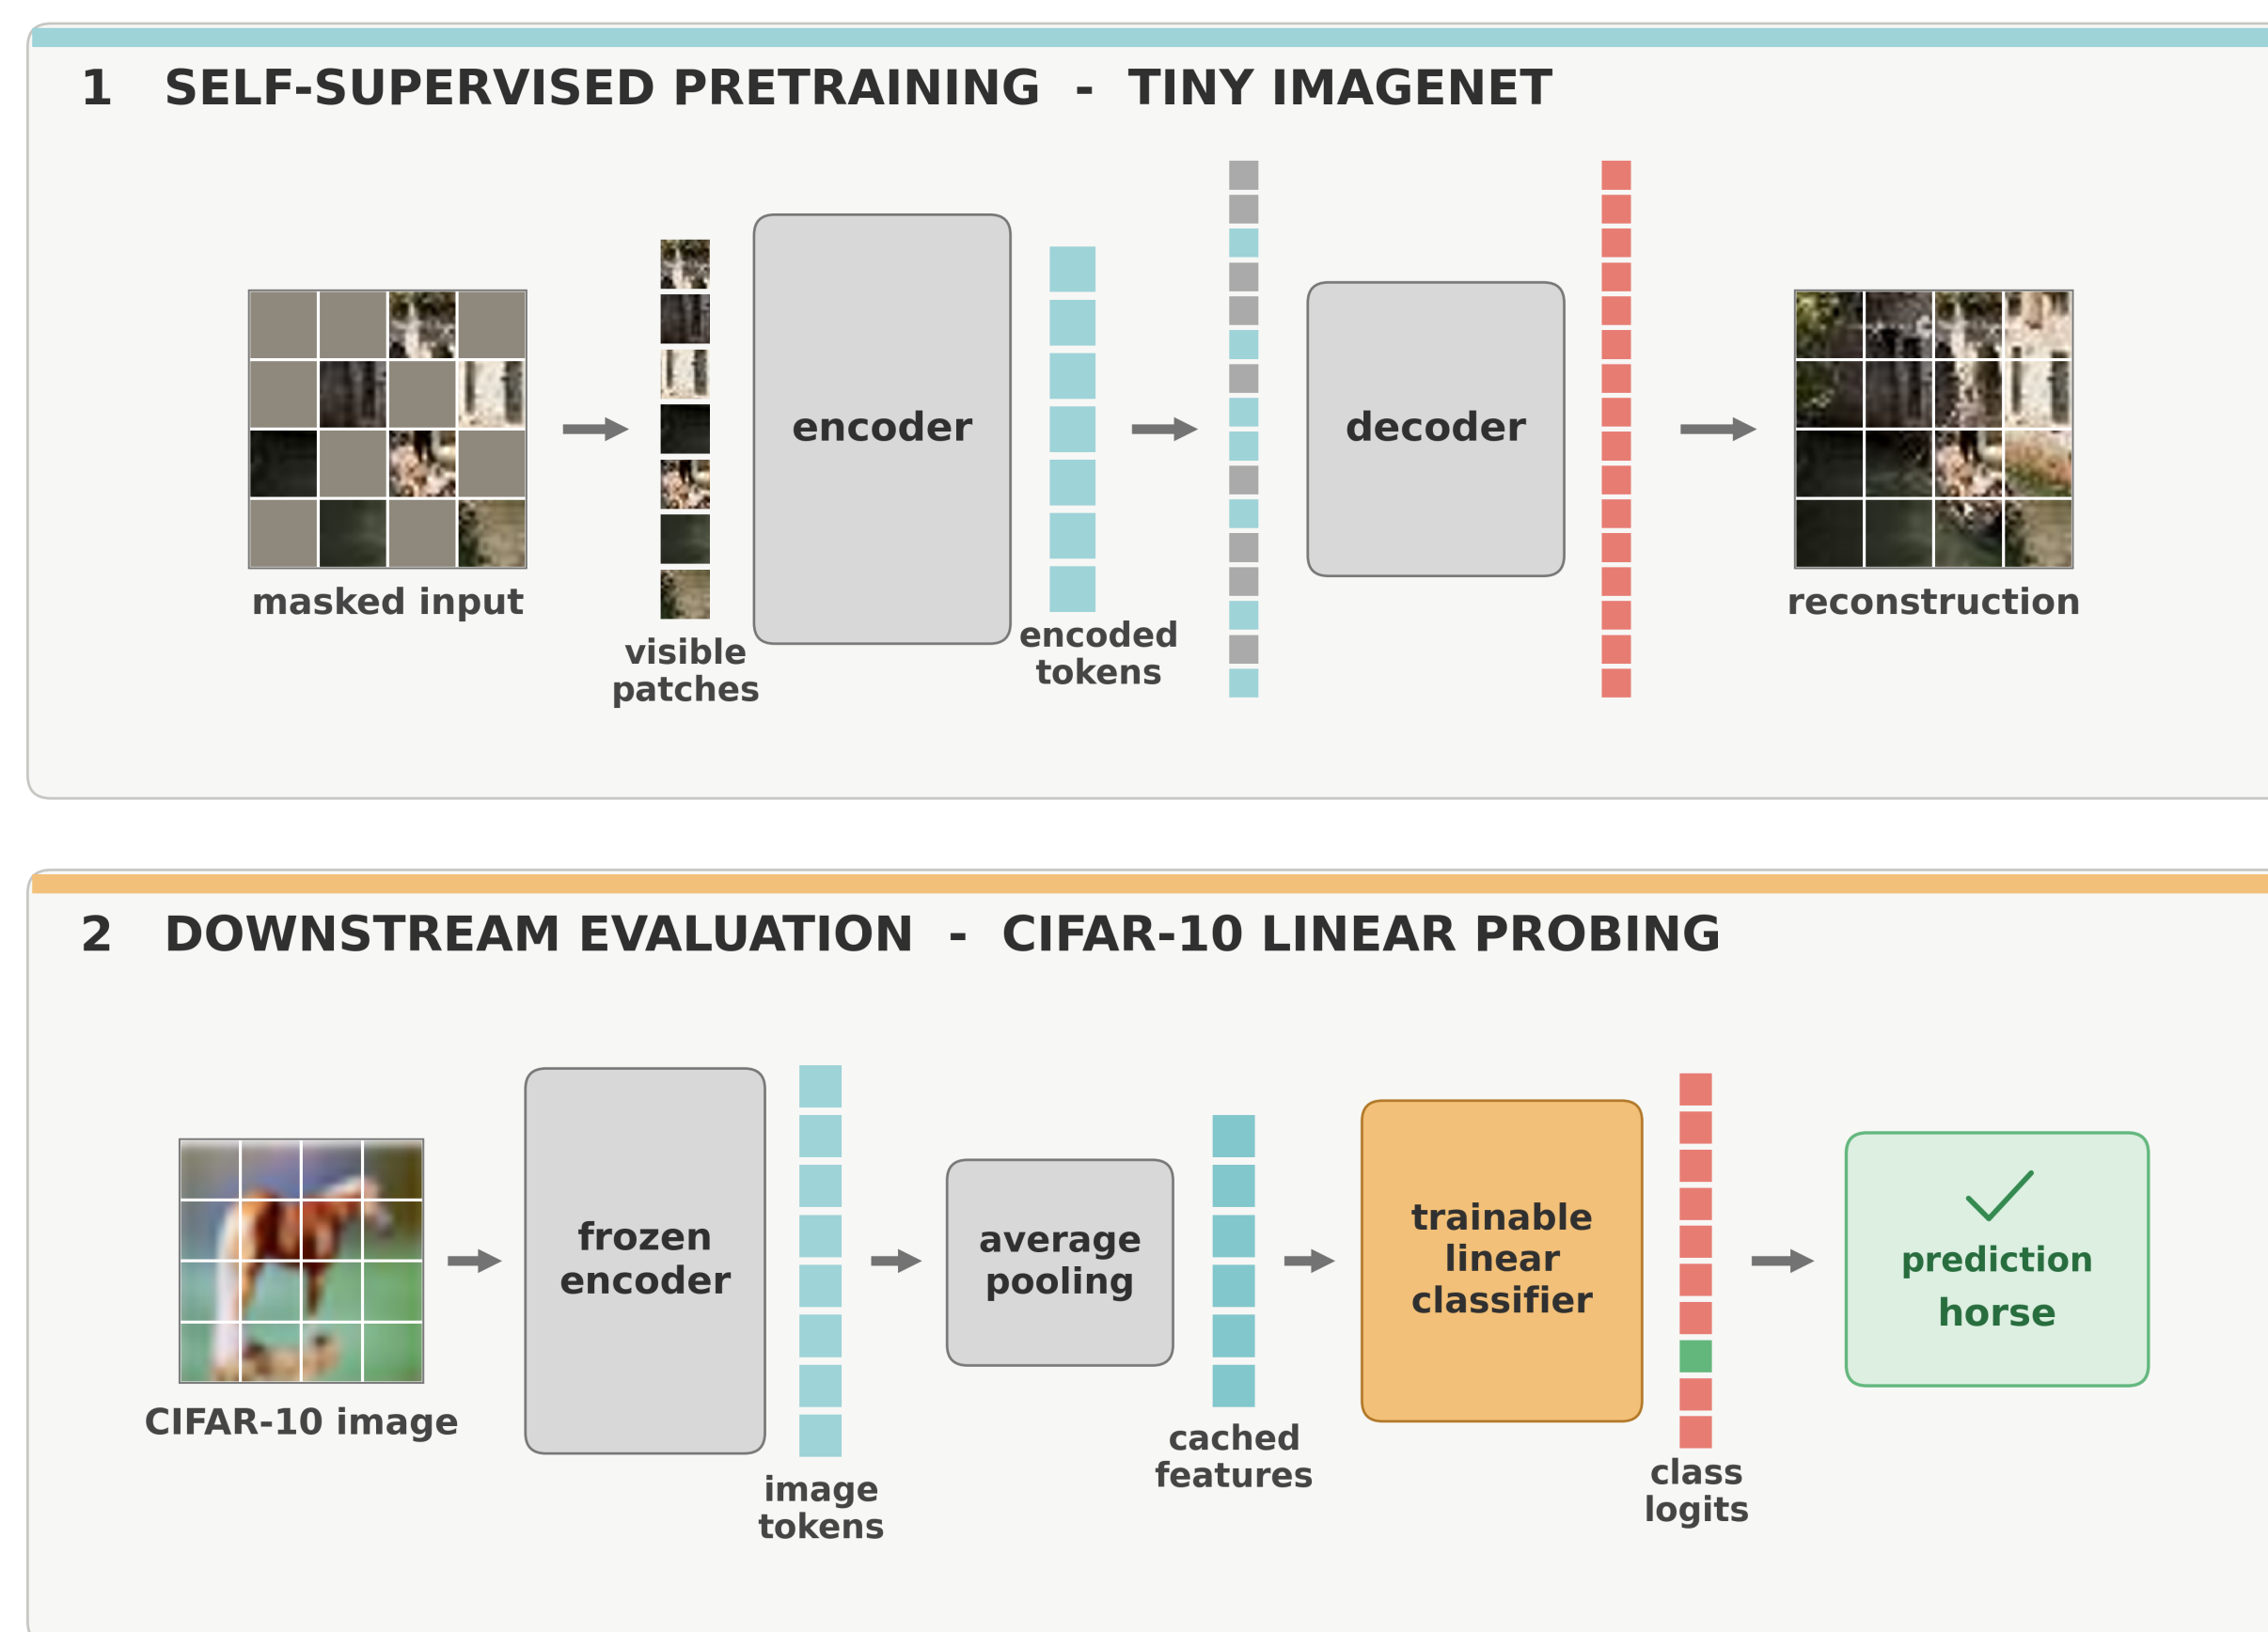 1 SELF-SUPERVISED PRETRAINING - TINY IMAGENET
encoder
decoder
masked input
reconstruction
visible
patches
encoded
tokens
2 DOWNSTREAM EVALUATION - CIFAR-10 LINEAR PROBING
frozen
encoder
average
pooling
trainable
linear
classifier
prediction
horse
CIFAR-10 image
image
tokens
cached
features
class
logits